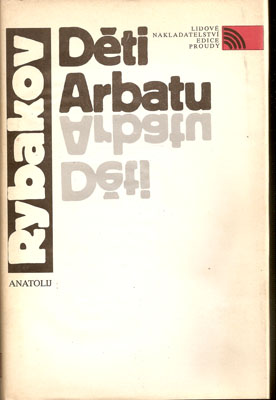 LIDOVÉ
NAKLADATELSTVÍ
EDICE
PROUDY
Děti
Arbatu
Arbatu
Děti
Rybakov
ANATOLIJ